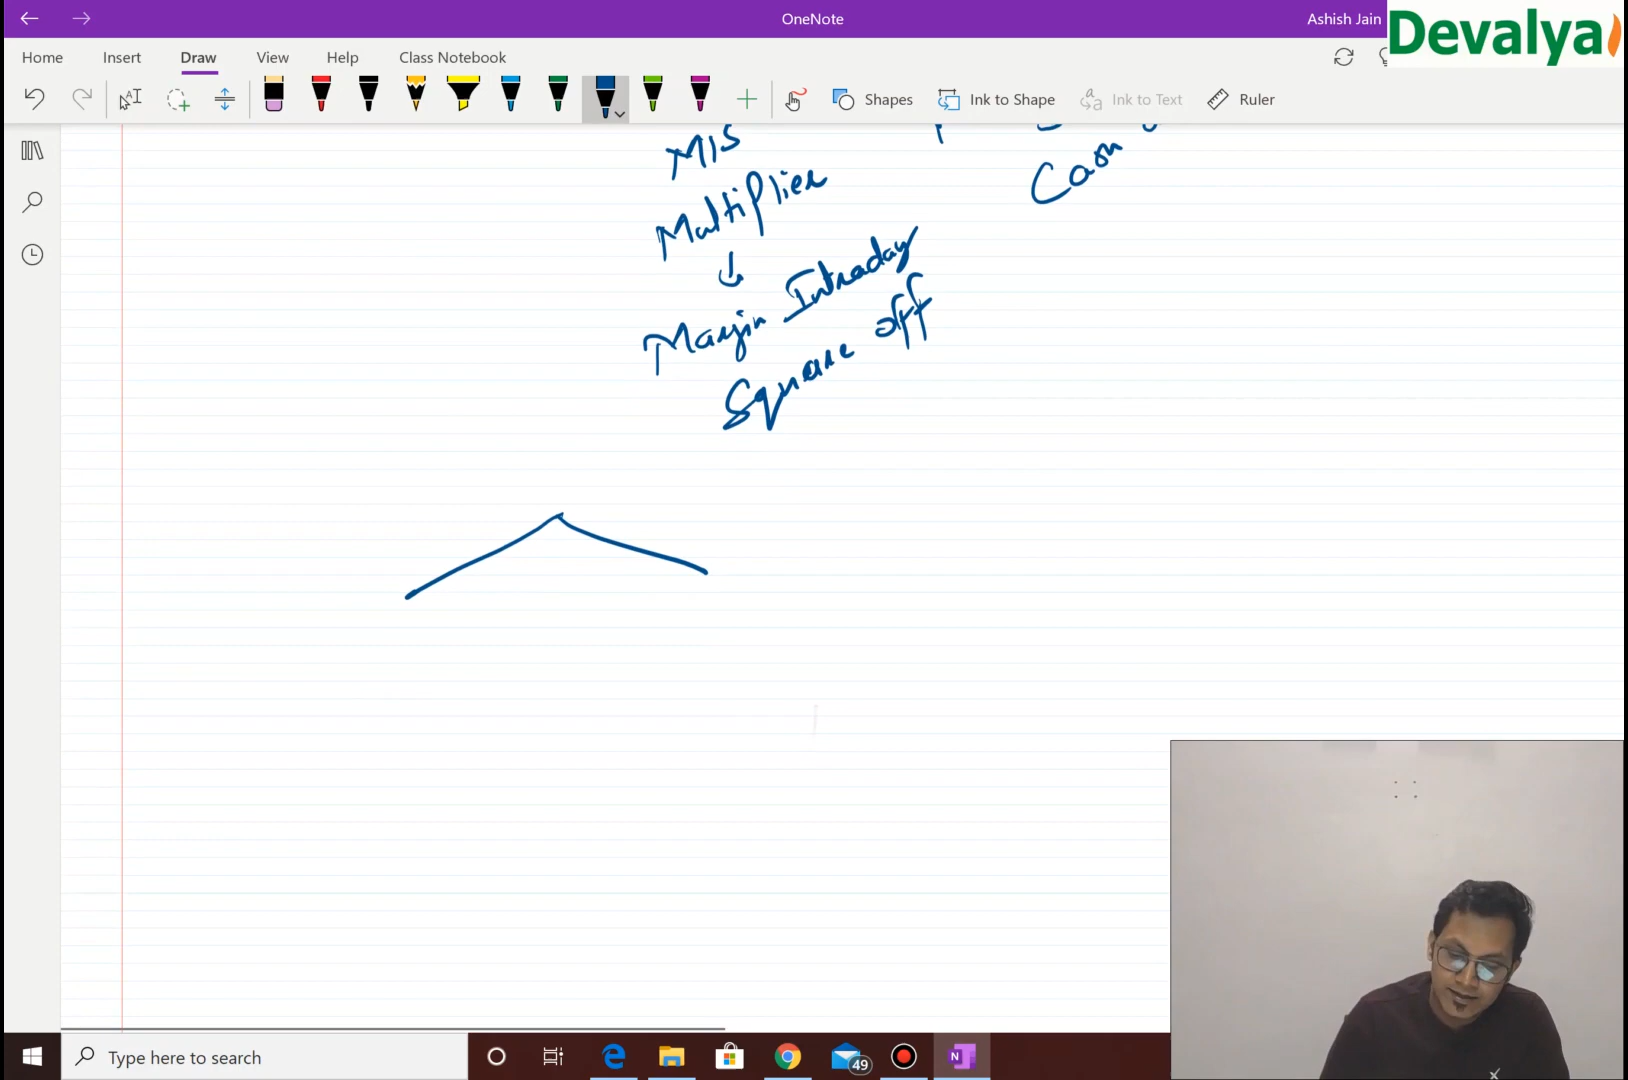 OneNote
Ashish Jain
Devalya
Home Insert Draw View Help Class Notebook
Shapes Ink to Shape Ink to Text Ruler
MIS
Multiplier
Cash
Margin Intraday
Square off
Type here to search
49
N